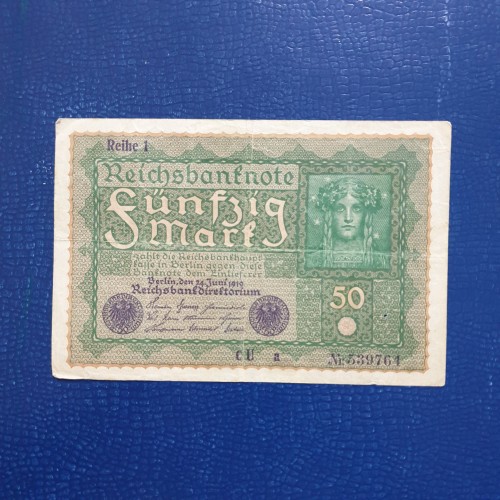 Reihe 1
Reichsbanknote
Fünfzig
Mark
zahlt die Reichsbankhaupt
kasse in Berlin gegen diese
Banknote dem Einlieferer
Berlin, den 24. Juni 1919
Reichsbankdirektorium
50
CU a
Nr. 539764